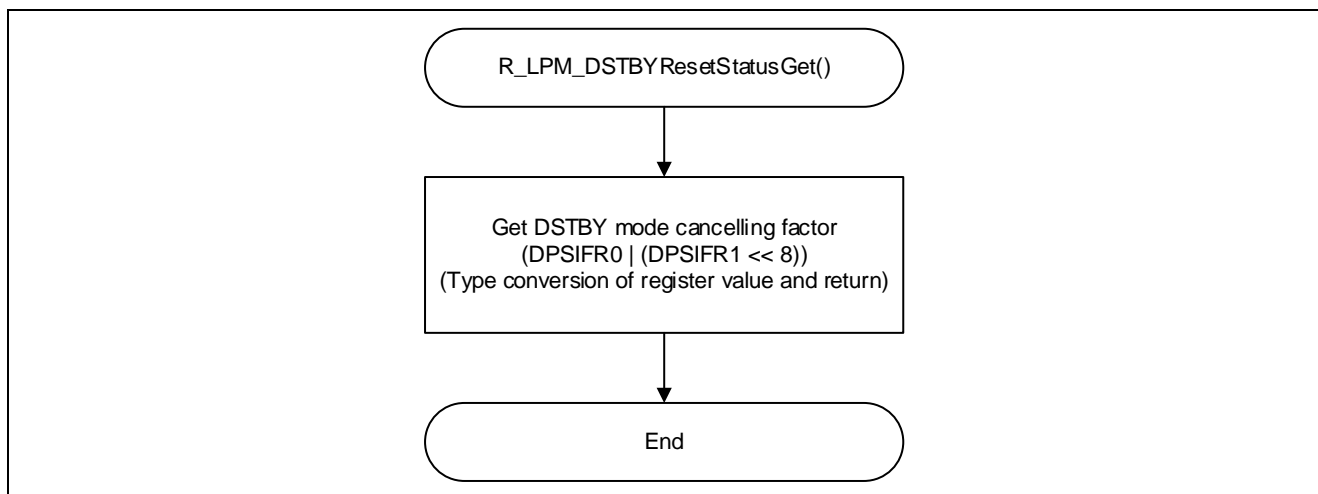 R_LPM_DSTBYResetStatusGet()
Get DSTBY mode cancelling factor
(DPSIFR0 | (DPSIFR1 << 8))
(Type conversion of register value and return)
End